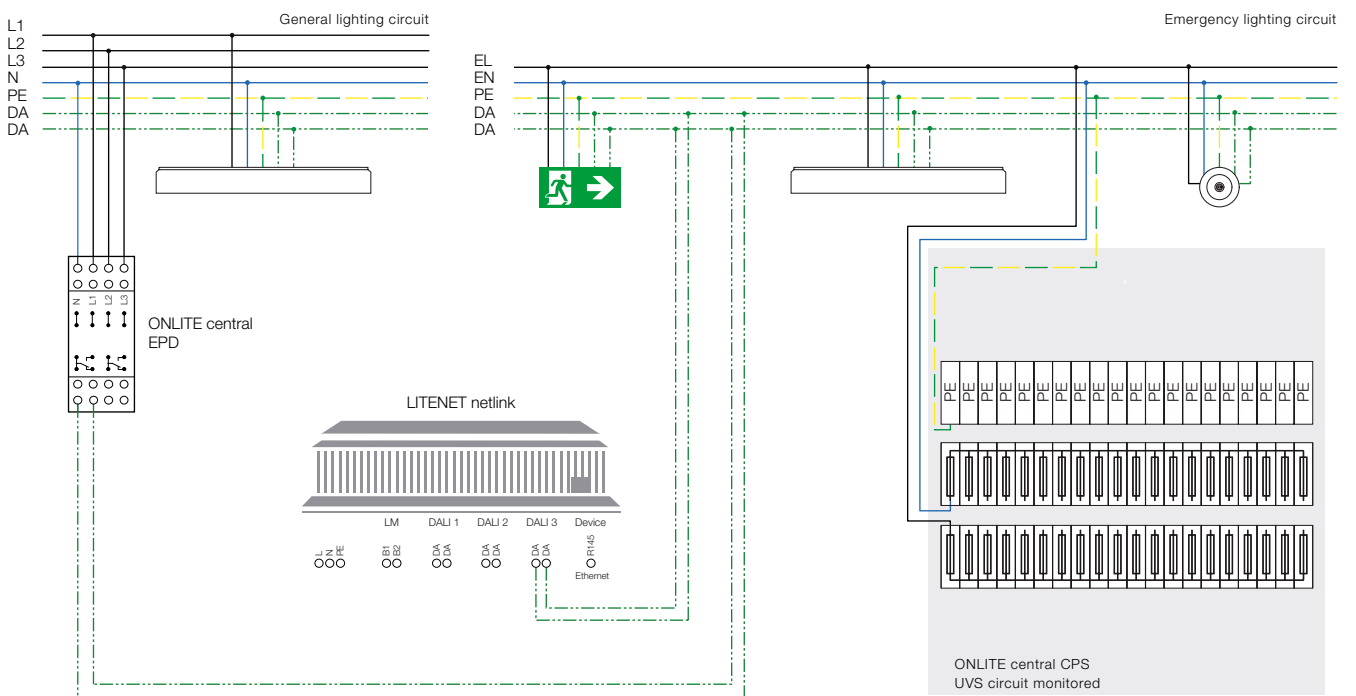 General lighting circuit
Emergency lighting circuit
L1
L2
L3
N
PE
DA
DA
EL
EN
PE
DA
DA
N L1 L2 L3
ONLITE central
EPD
LITENET netlink
LM DALI 1 DALI 2 DALI 3 Device
L N PE B1 B2 DA DA DA DA DA DA R145
Ethernet
PE PE PE PE PE PE PE PE PE PE PE PE PE PE PE PE PE PE PE PE
ONLITE central CPS
UVS circuit monitored